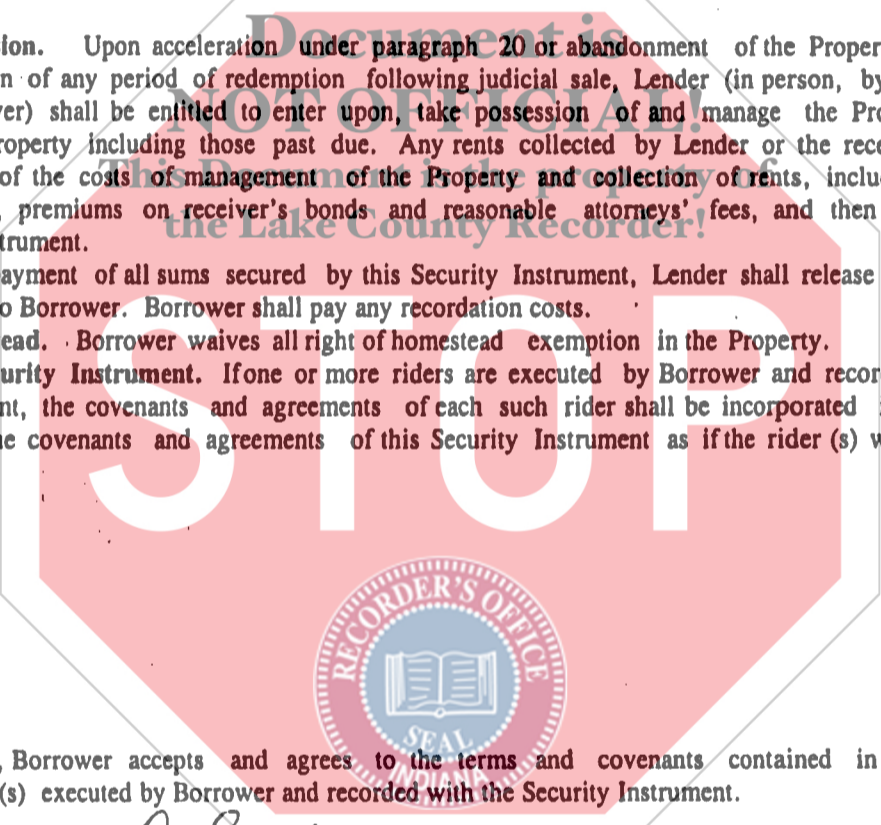 Document is
ion. Upon acceleration under paragraph 20 or abandonment of the Proper
n of any period of redemption following judicial sale, Lender (in person, by
NOT OFFICIAL!
er) shall be entitled to enter upon, take possession of and manage the Pro
roperty including those past due. Any rents collected by Lender or the rece
This Document is the property of
of the costs of management of the Property and collection of rents, inclu
, premiums on receiver's bonds and reasonable attorneys' fees, and then
the Lake County Recorder!
trument.
ayment of all sums secured by this Security Instrument, Lender shall release
o Borrower. Borrower shall pay any recordation costs.
ead. Borrower waives all right of homestead exemption in the Property.
urity Instrument. If one or more riders are executed by Borrower and recor
nt, the covenants and agreements of each such rider shall be incorporated
e covenants and agreements of this Security Instrument as if the rider (s) w
STOP
RECORDER'S OFFICE
SEAL
INDIANA
, Borrower accepts and agrees to the terms and covenants contained in
(s) executed by Borrower and recorded with the Security Instrument.